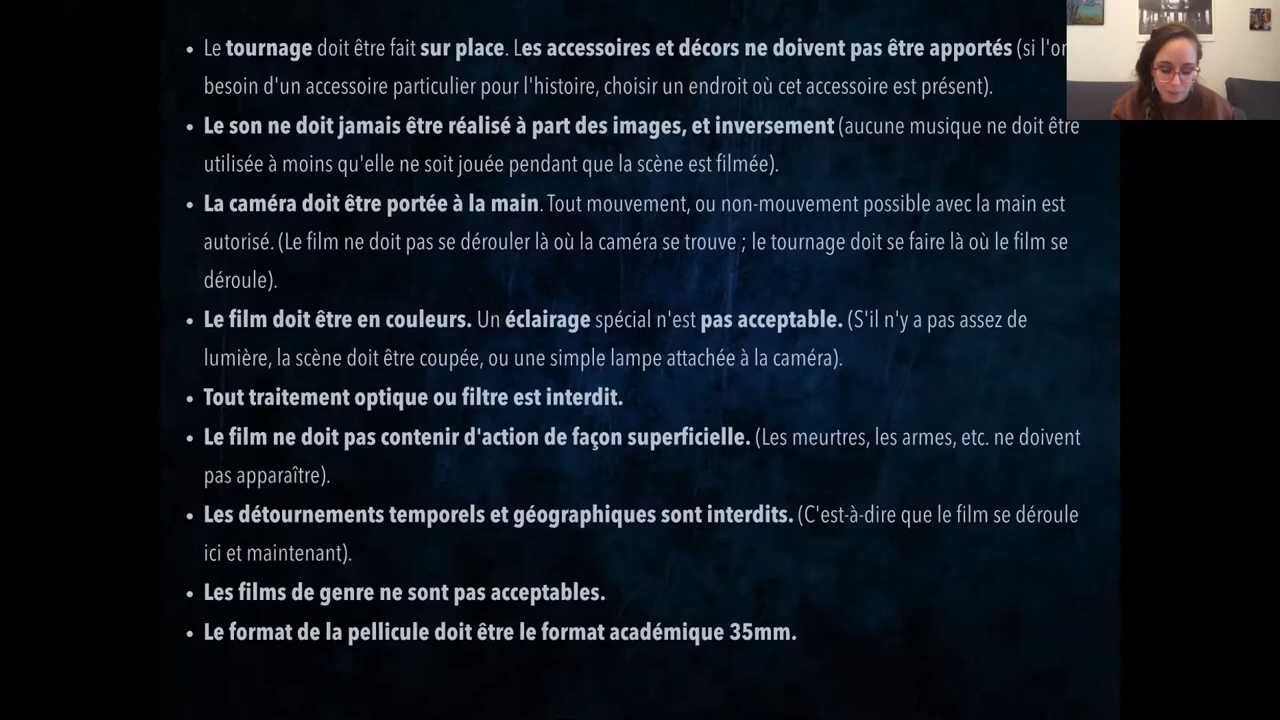 • Le tournage doit être fait sur place. Les accessoires et décors ne doivent pas être apportés (si l'on
besoin d'un accessoire particulier pour l'histoire, choisir un endroit où cet accessoire est présent).
• Le son ne doit jamais être réalisé à part des images, et inversement (aucune musique ne doit être
utilisée à moins qu'elle ne soit jouée pendant que la scène est filmée).
• La caméra doit être portée à la main. Tout mouvement, ou non-mouvement possible avec la main est
autorisé. (Le film ne doit pas se dérouler là où la caméra se trouve ; le tournage doit se faire là où le film se
déroule).
• Le film doit être en couleurs. Un éclairage spécial n'est pas acceptable. (S'il n'y a pas assez de
lumière, la scène doit être coupée, ou une simple lampe attachée à la caméra).
• Tout traitement optique ou filtre est interdit.
• Le film ne doit pas contenir d'action de façon superficielle. (Les meurtres, les armes, etc. ne doivent
pas apparaître).
• Les détournements temporels et géographiques sont interdits. (C'est-à-dire que le film se déroule
ici et maintenant).
• Les films de genre ne sont pas acceptables.
• Le format de la pellicule doit être le format académique 35mm.